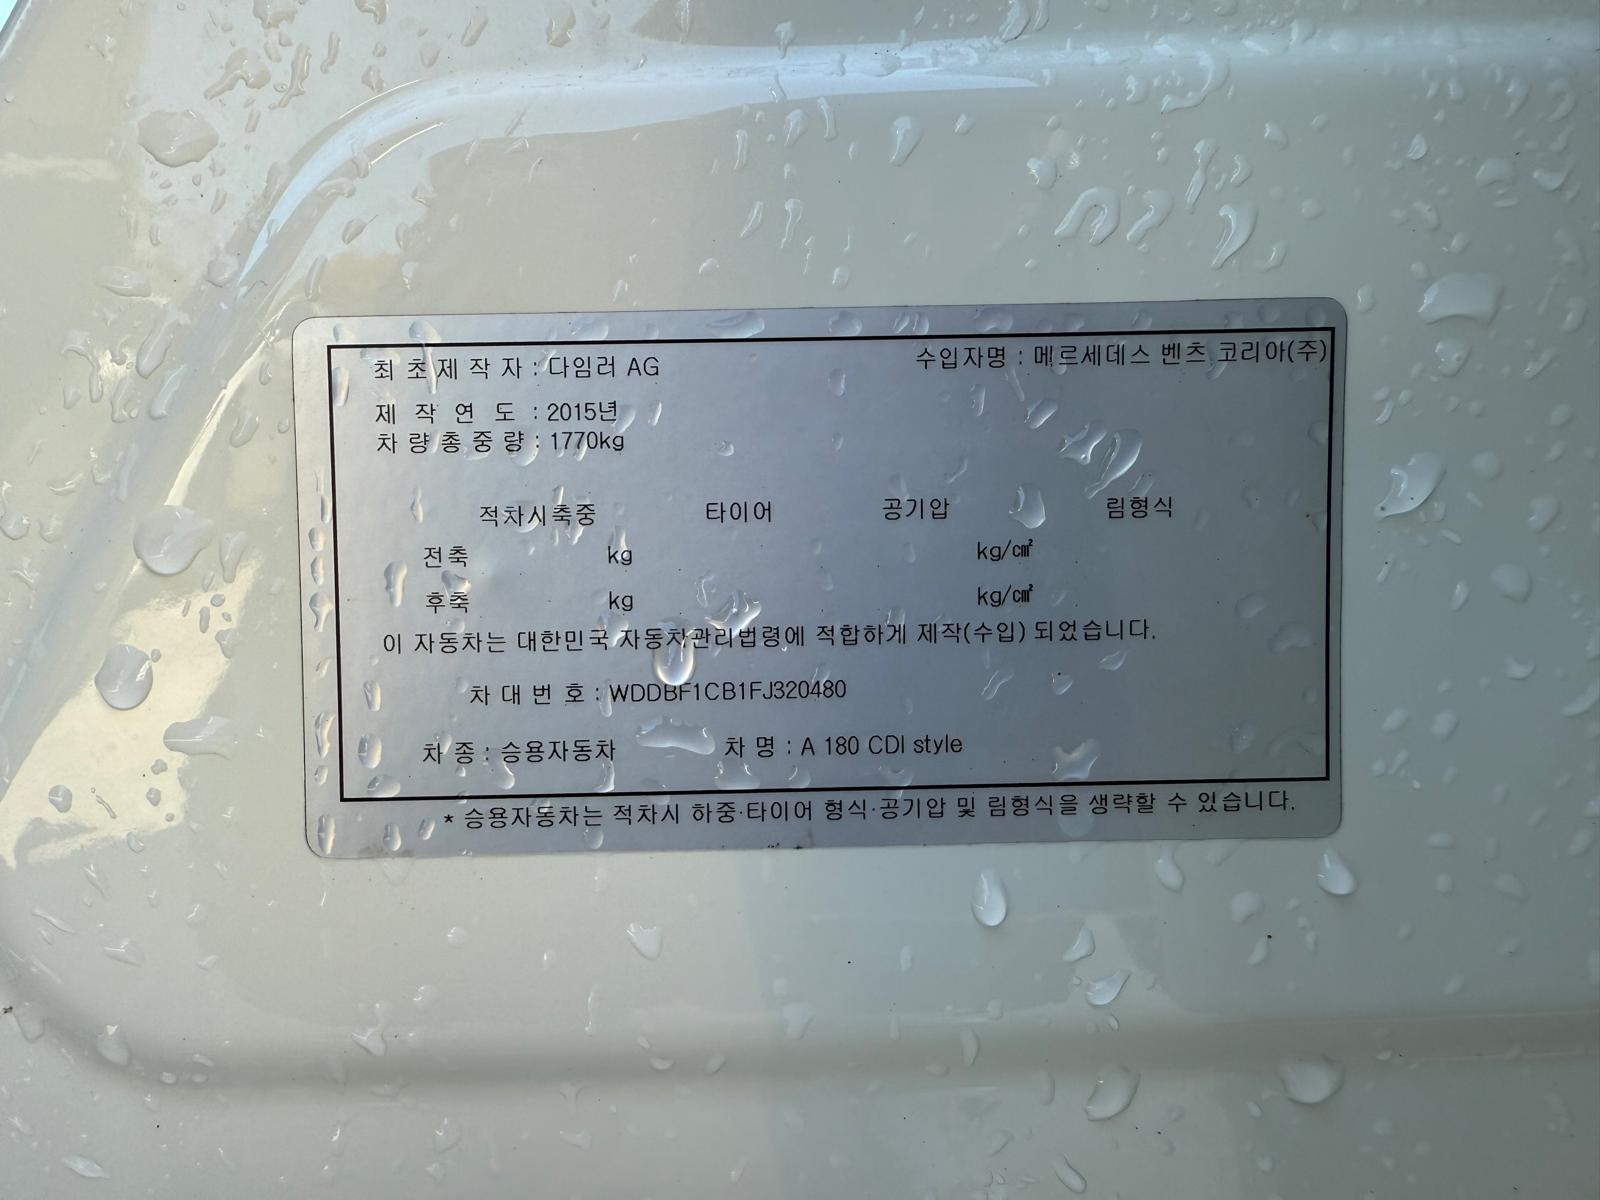 최초제작자 : 다임러 AG 수입자명 : 메르세데스 벤츠 코리아(주)
제작연도 : 2015년
차량총중량 : 1770kg
적차시축중 타이어 공기압 림형식
전축 kg kg/㎠
후축 kg kg/㎠
이 자동차는 대한민국 자동차관리법령에 적합하게 제작(수입) 되었습니다.
차대번호 : WDDBF1CB1FJ320480
차종 : 승용자동차 차명 : A 180 CDI style
* 승용자동차는 적차시 하중·타이어 형식·공기압 및 림형식을 생략할 수 있습니다.